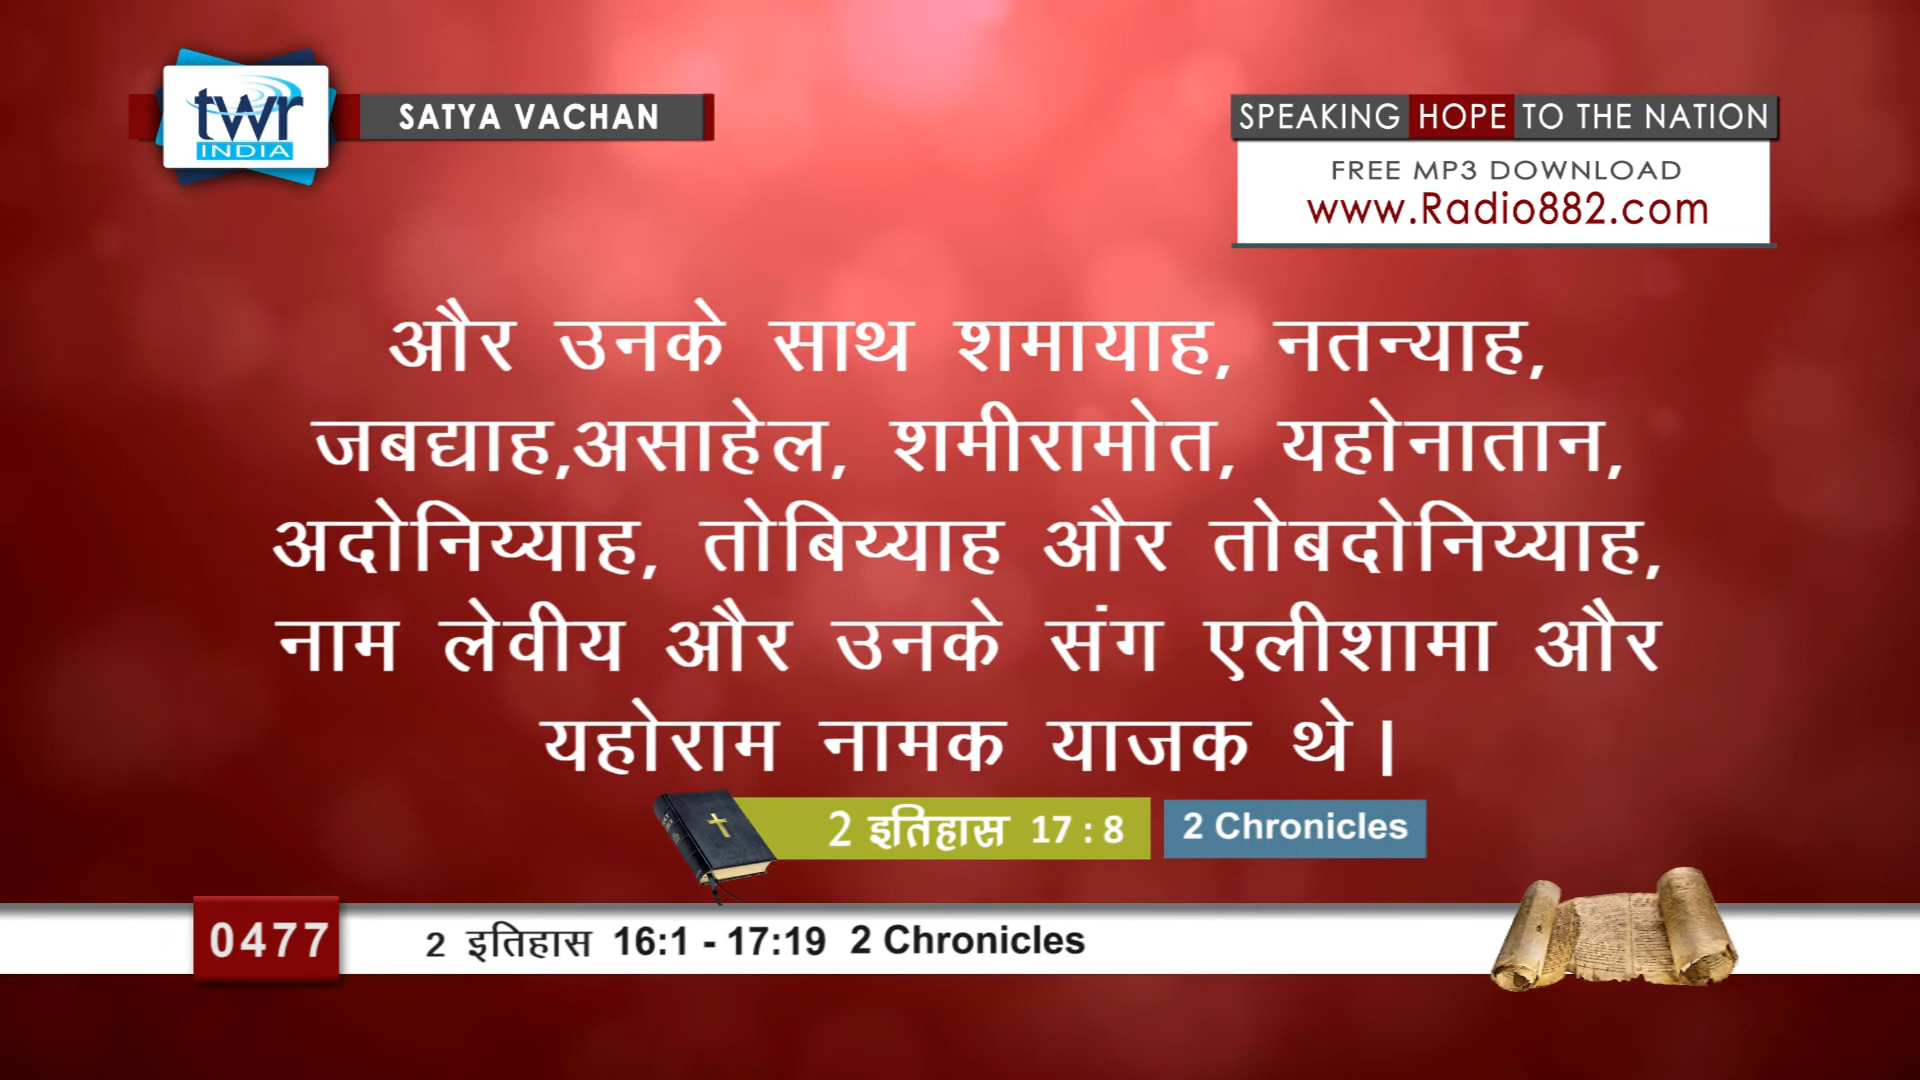 twr
INDIA
SATYA VACHAN
SPEAKING HOPE TO THE NATION
FREE MP3 DOWNLOAD
www.Radio882.com
और उनके साथ शमायाह, नतन्याह,
जबद्याह,असाहेल, शमीरामोत, यहोनातान,
अदोनिय्याह, तोबिय्याह और तोबदोनिय्याह,
नाम लेवीय और उनके संग एलीशामा और
यहोराम नामक याजक थे।
2 इतिहास 17 : 8
2 Chronicles
0477
2 इतिहास 16:1 - 17:19 2 Chronicles